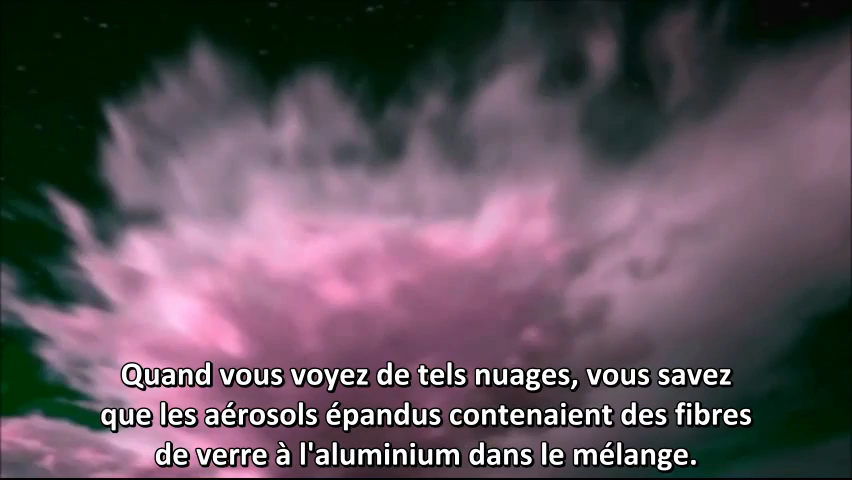 Quand vous voyez de tels nuages, vous savez
que les aérosols épandus contenaient des fibres
de verre à l'aluminium dans le mélange.